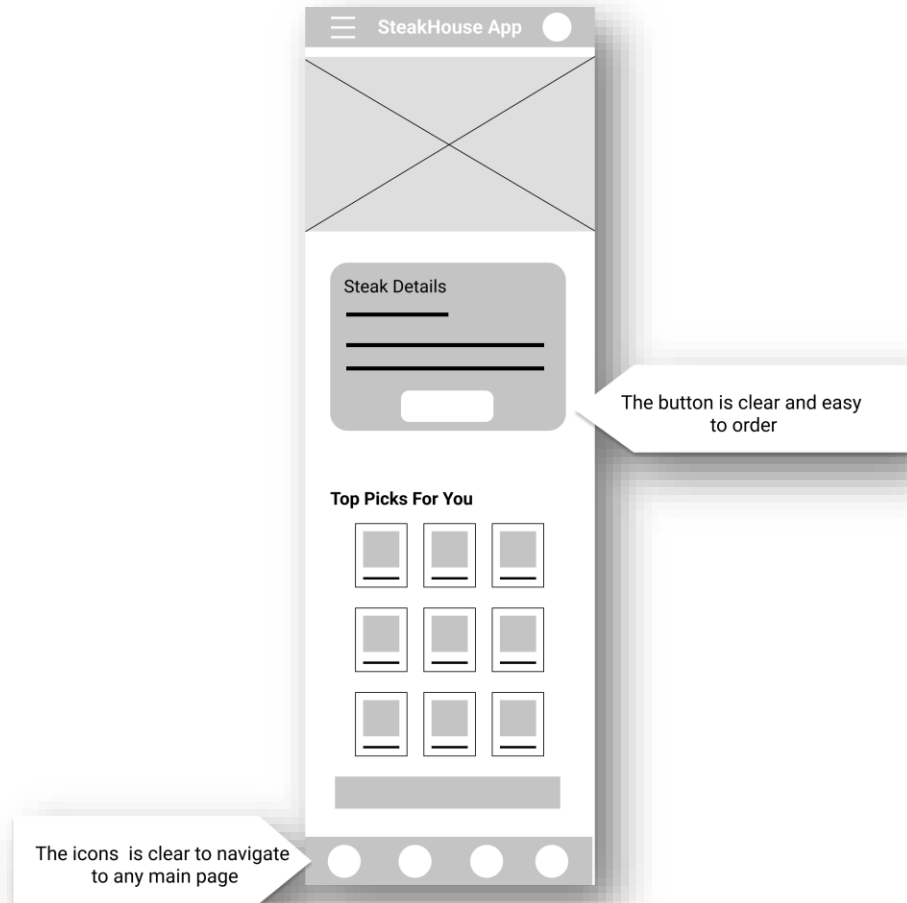 SteakHouse App
Steak Details
The button is clear and easy
to order
Top Picks For You
The icons  is clear to navigate
to any main page